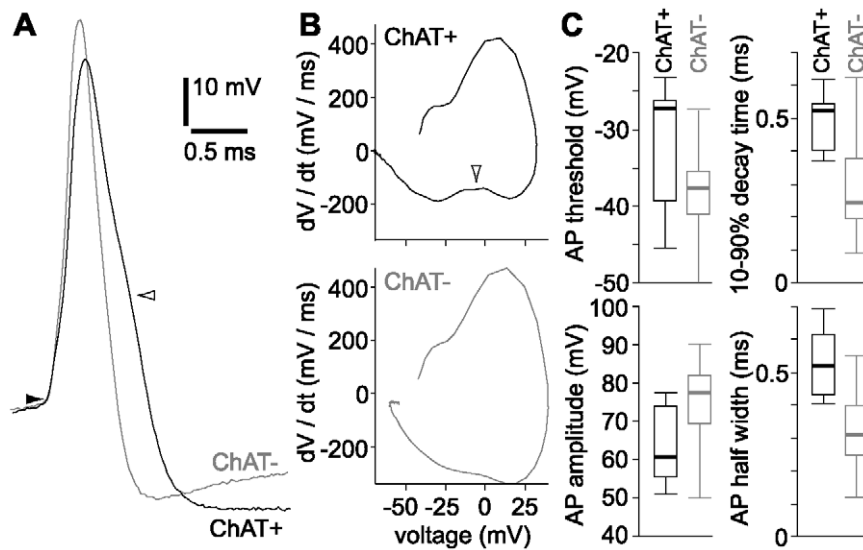 A
10 mV
0.5 ms
ChAT-
ChAT+
B
ChAT+
dV / dt (mV / ms)
400
200
0
-200
ChAT-
dV / dt (mV / ms)
400
200
0
-200
-50 -25 0 25
voltage (mV)
C
ChAT+
ChAT-
AP threshold (mV)
-20
-30
-40
-50
ChAT+
ChAT-
10-90% decay time (ms)
0.5
0
AP amplitude (mV)
100
90
80
70
60
50
40
AP half width (ms)
0.5
0